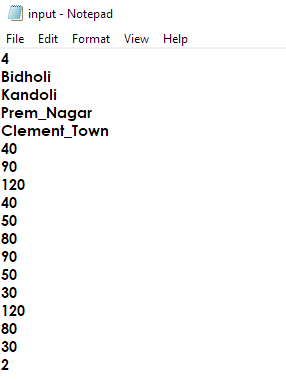 input - Notepad
File Edit Format View Help
4
Bidholi
Kandoli
Prem_Nagar
Clement_Town
40
90
120
40
50
80
90
50
30
120
80
30
2